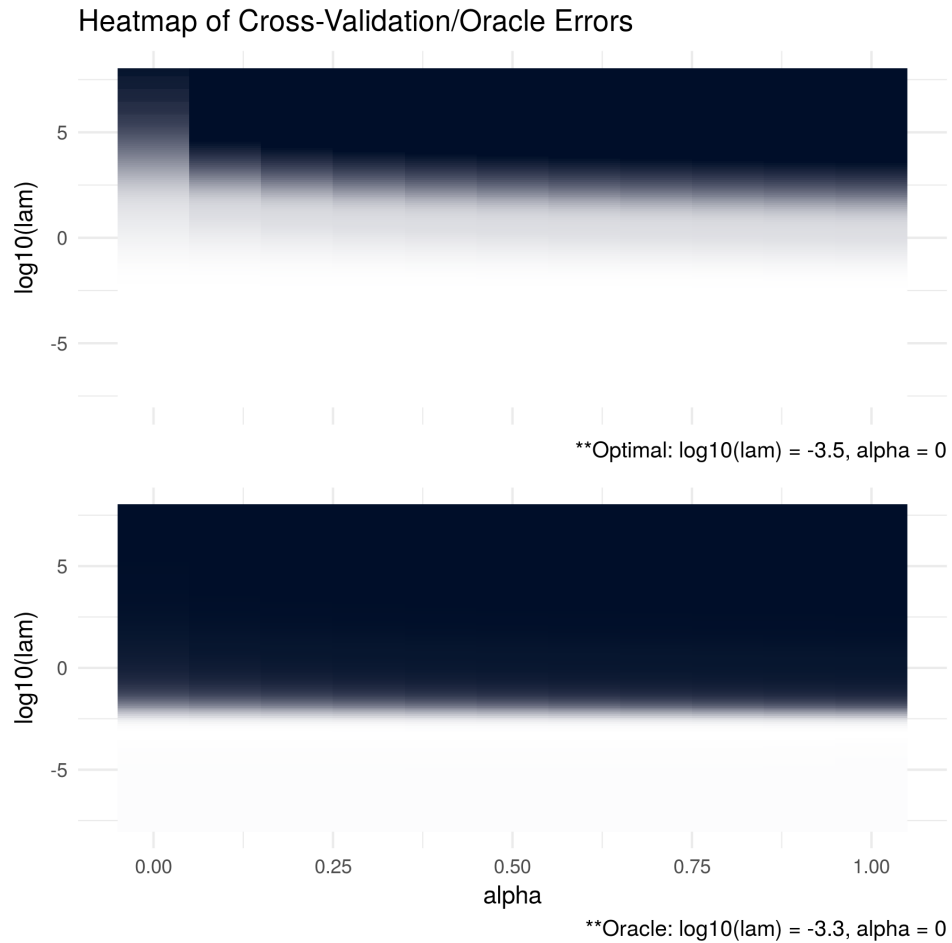 Heatmap of Cross-Validation/Oracle Errors
log10(lam)
5
0
-5
**Optimal: log10(lam) = -3.5, alpha = 0
log10(lam)
5
0
-5
0.00 0.25 0.50 0.75 1.00
alpha
**Oracle: log10(lam) = -3.3, alpha = 0